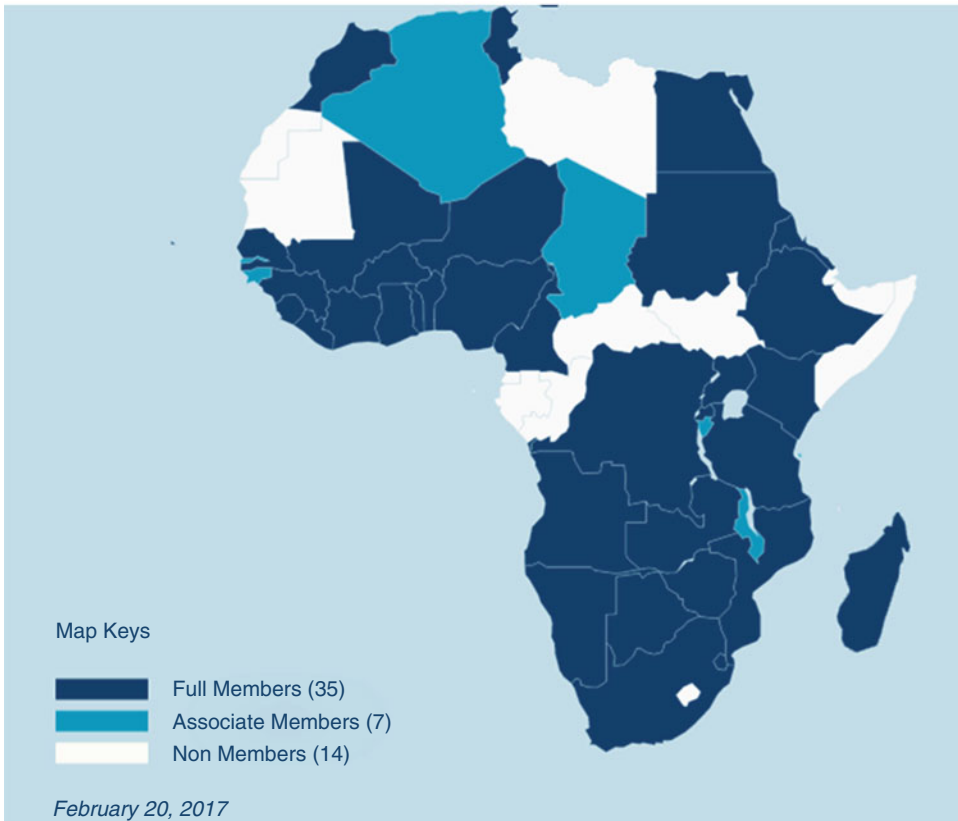 Map Keys
Full Members (35)
Associate Members (7)
Non Members (14)
February 20, 2017